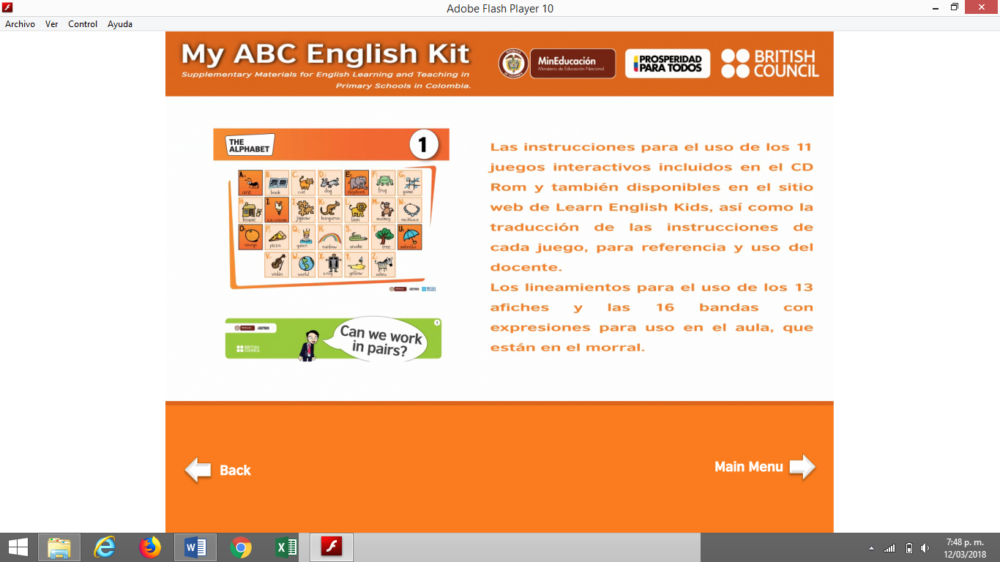 Adobe Flash Player 10
Archivo Ver Control Ayuda
My ABC English Kit
Supplementary Materials for English Learning and Teaching in
Primary Schools in Colombia.
MinEducación
Ministerio de Educación Nacional
PROSPERIDAD
PARA TODOS
BRITISH
COUNCIL
THE
ALPHABET
1
A B C D E F G
ant book cat dog elephant frog game
H I J K L M N
house ice-cream jigsaw kangaroo lion monkey necklace
O P Q R S T U
orange pizza queen rainbow snake tree umbrella
V W X Y Z
violin world x-ray yellow zebra
1
BRITISH
COUNCIL
Can we work
in pairs?
Las instrucciones para el uso de los 11
juegos interactivos incluidos en el CD
Rom y también disponibles en el sitio
web de Learn English Kids, así como la
traducción de las instrucciones de
cada juego, para referencia y uso del
docente.
Los lineamientos para el uso de los 13
afiches y las 16 bandas con
expresiones para uso en el aula, que
están en el morral.
Back
Main Menu
7:48 p. m.
12/03/2018